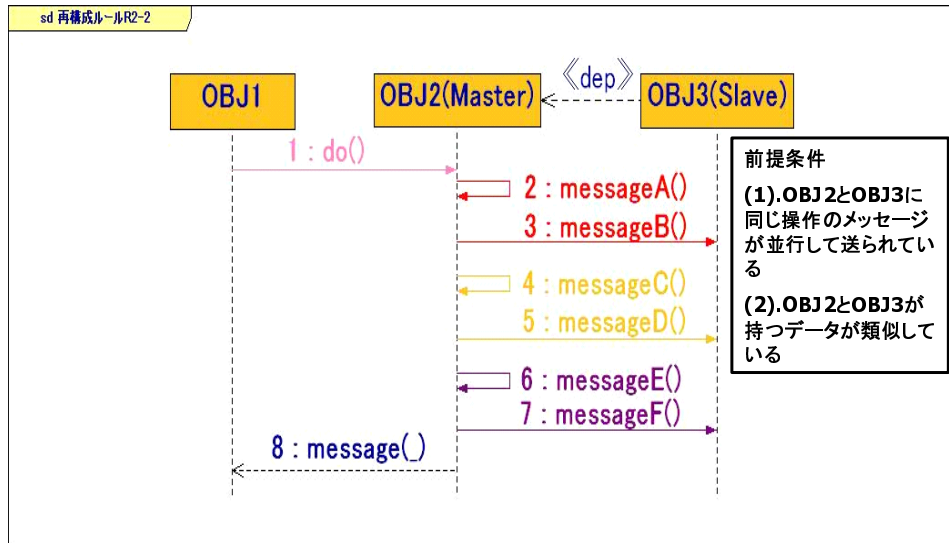 sd 再構成ルールR2-2
《dep》
OBJ1
OBJ2(Master)
OBJ3(Slave)
1 : do()
2 : messageA()
3 : messageB()
4 : messageC()
5 : messageD()
6 : messageE()
7 : messageF()
8 : message(_)
前提条件
(1).OBJ2とOBJ3に
同じ操作のメッセージ
が並行して送られてい
る
(2).OBJ2とOBJ3が
持つデータが類似して
いる